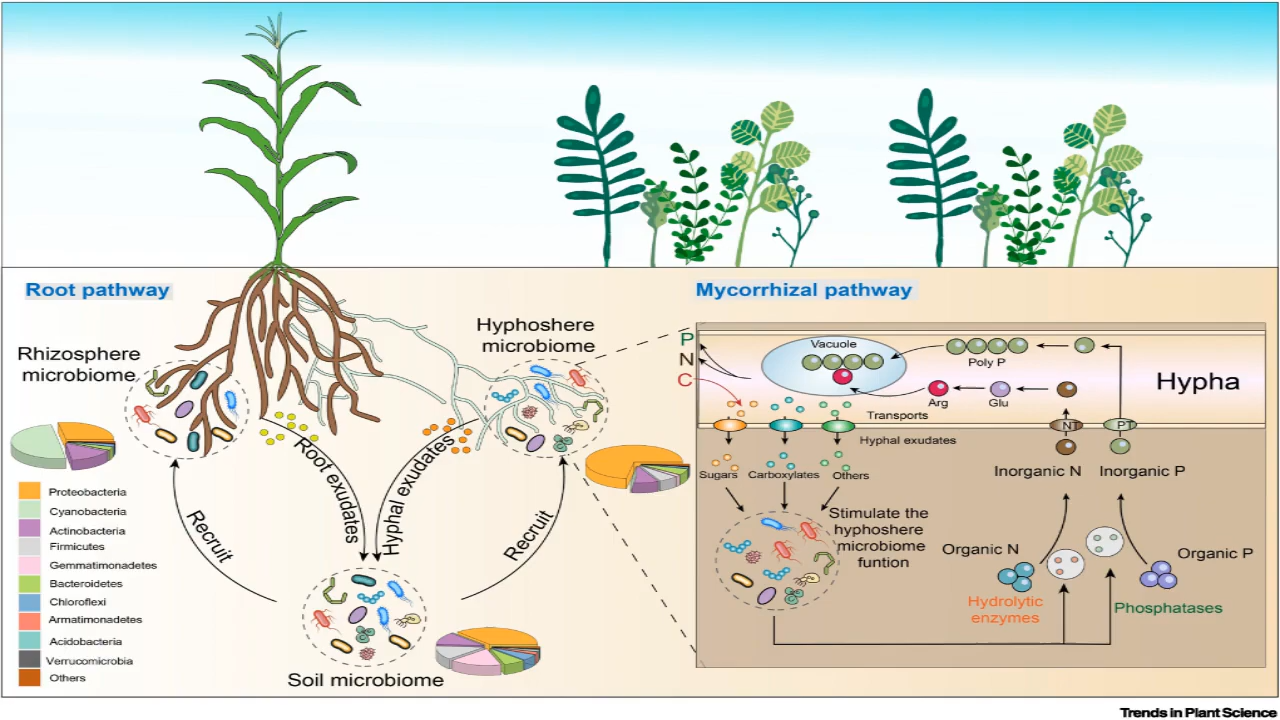 Root pathway
Mycorrhizal pathway
Rhizosphere
microbiome
Hyphoshere
microbiome
P
N
C
Vacuole
Poly P
Arg
Glu
Hypha
Transports
Hyphal exudates
NT
PT
Sugars
Carboxylates
Others
Inorganic N
Inorganic P
Stimulate the
hyphoshere
microbiome
funtion
Organic N
Organic P
Hydrolytic
enzymes
Phosphatases
Root exudates
Hyphal exudates
Recruit
Recruit
Proteobacteria
Cyanobacteria
Actinobacteria
Firmicutes
Gemmatimonadetes
Bacteroidetes
Chloroflexi
Armatimonadetes
Acidobacteria
Verrucomicrobia
Others
Soil microbiome
Trends in Plant Science